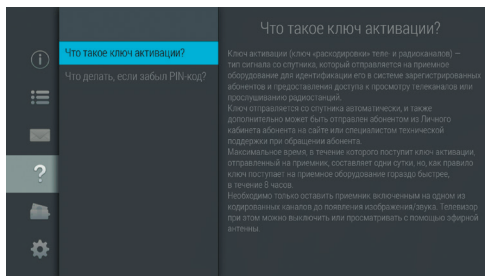 Что такое ключ активации?
Что такое ключ активации?
Что делать, если забыл PIN-код?
Ключ активации (ключ «раскодировки» теле- и радиоканалов) —
тип сигнала со спутника, который отправляется на приемное
оборудование для идентификации его в системе зарегистрированных
абонентов и предоставления доступа к просмотру телеканалов или
прослушиванию радиостанций.
Ключ отправляется со спутника автоматически, и также
дополнительно может быть отправлен абонентом из Личного
кабинета абонента на сайте или специалистом технической
поддержки при обращении абонента.
Максимальное время, в течение которого поступит ключ активации,
отправленный на приемник, составляет одни сутки, но, как правило
ключ поступает на приемное оборудование гораздо быстрее,
в течение 8 часов.
Необходимо только оставить приемник включенным на одном из
кодированных каналов до появления изображения/звука. Телевизор
при этом можно выключить или просматривать с помощью эфирной
антенны.